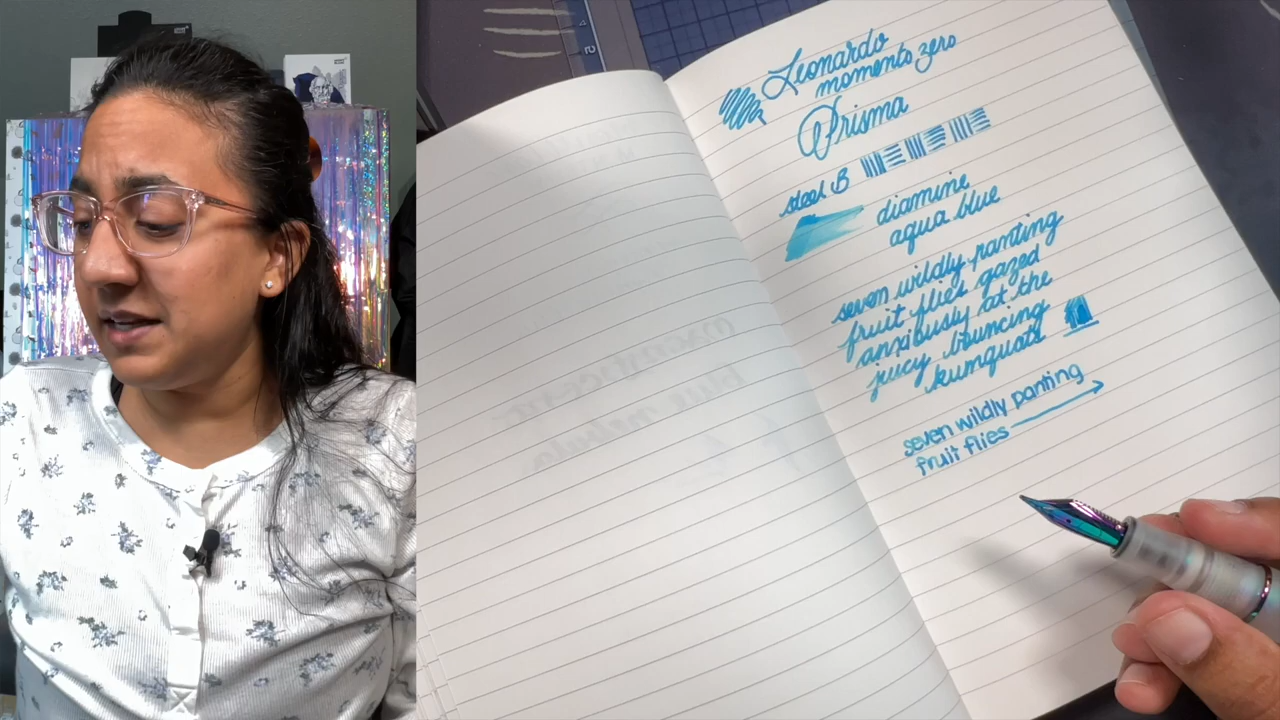 Leonardo
momento zero
Prisma
steel B
diamine
aqua blue
seven wildly panting
fruit flies gazed
anxiously at the
juicy bouncing
kumquats
seven wildly panting
fruit flies